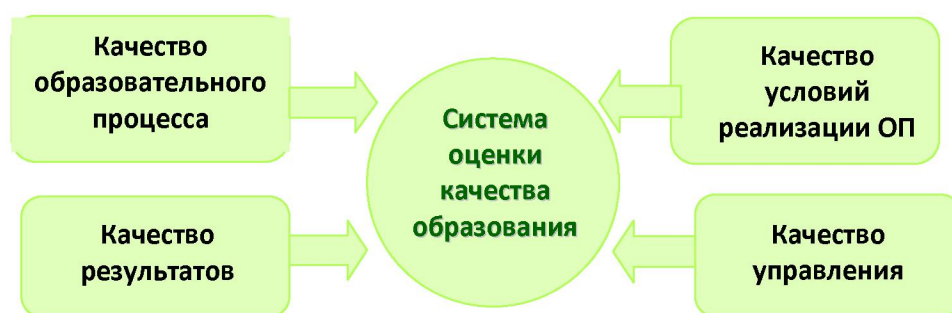 Качество
образовательного
процесса
Качество
условий
реализации ОП
Система
оценки
качества
образования
Качество
результатов
Качество
управления